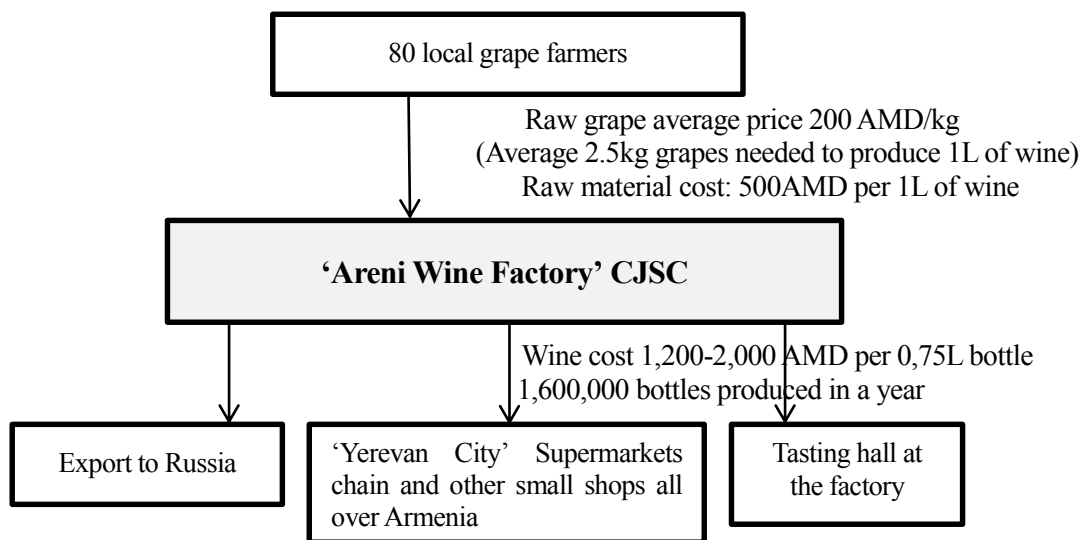 80 local grape farmers
Raw grape average price 200 AMD/kg
(Average 2.5kg grapes needed to produce 1L of wine)
Raw material cost: 500AMD per 1L of wine
‘Areni Wine Factory’ CJSC
Wine cost 1,200-2,000 AMD per 0,75L bottle
1,600,000 bottles produced in a year
Export to Russia
‘Yerevan City’ Supermarkets
chain and other small shops all
over Armenia
Tasting hall at
the factory